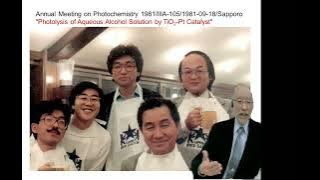 Annual Meeting on Photochemistry 1981/IIIA-105/1981-09-18/Sapporo
"Photolysis of Aqueous Alcohol Solution by TiO2-Pt Catalyst"